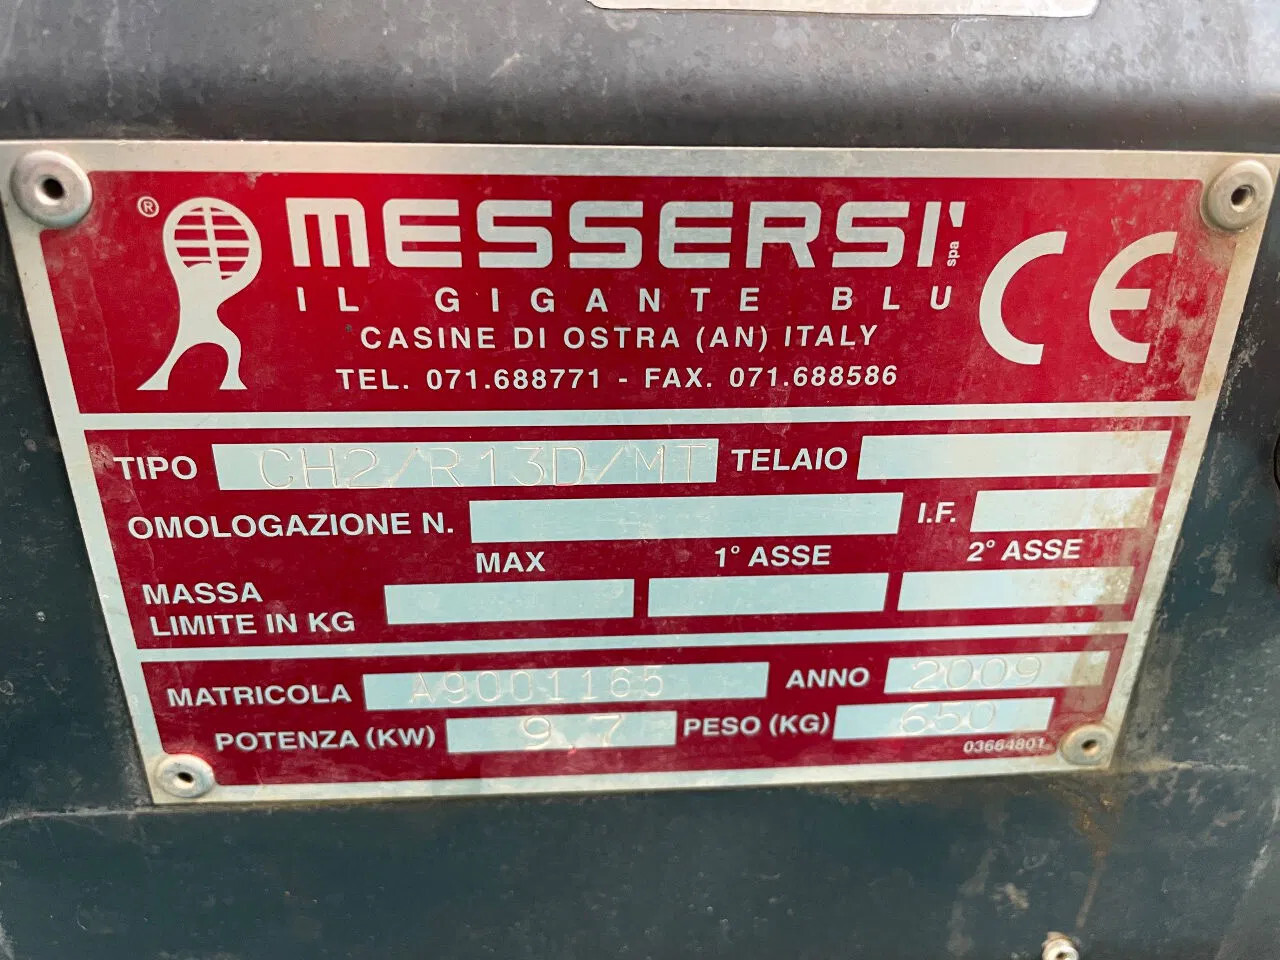 ® MESSERSI' spa
IL GIGANTE BLU
CASINE DI OSTRA (AN) ITALY
TEL. 071.688771 - FAX. 071.688586
CE
TIPO CH2/R13D/MT TELAIO
OMOLOGAZIONE N. I.F.
MAX 1° ASSE 2° ASSE
MASSA
LIMITE IN KG
MATRICOLA A9001165 ANNO 2009
POTENZA (KW) 9,7 PESO (KG) 650
03664801